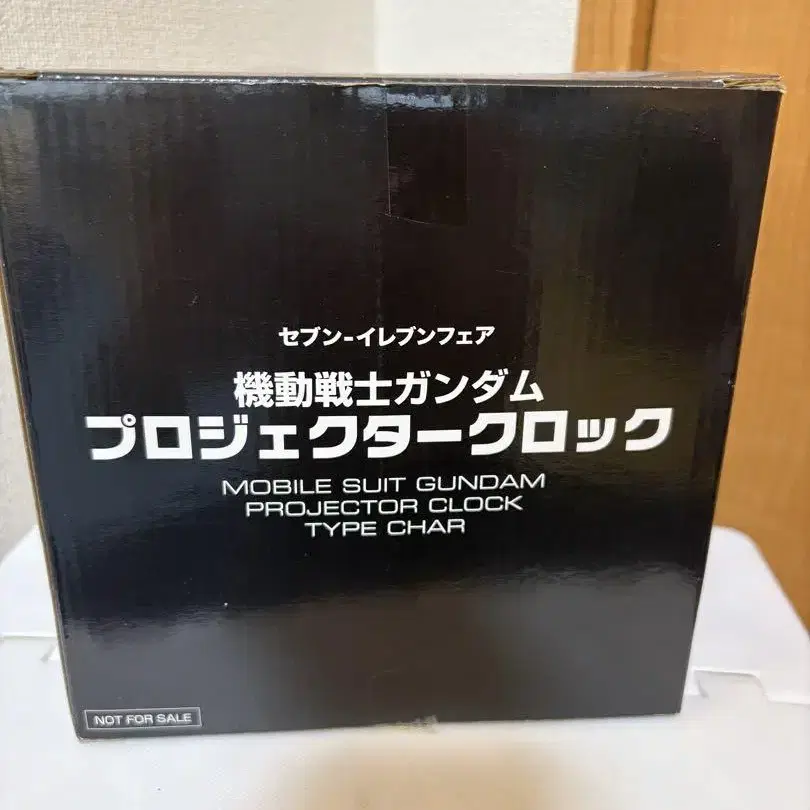 セブン-イレブンフェア
機動戦士ガンダム
プロジェクタークロック
MOBILE SUIT GUNDAM
PROJECTOR CLOCK
TYPE CHAR
NOT FOR SALE